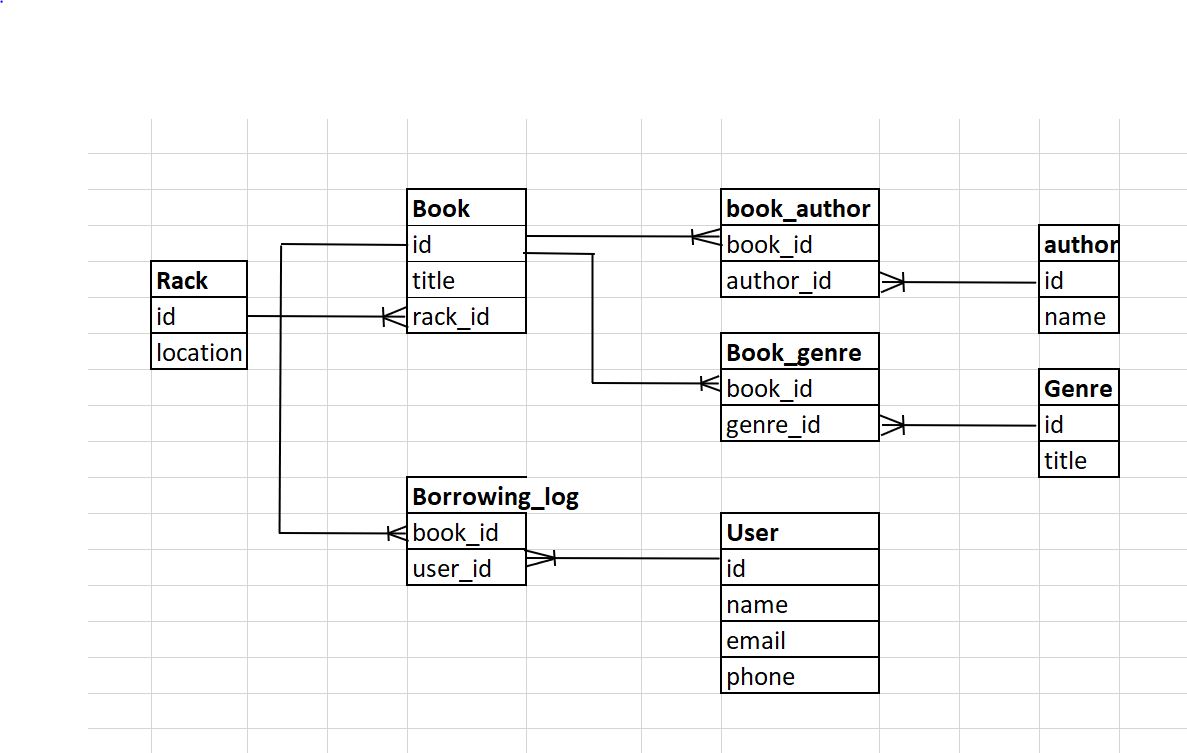 Rack
id
location
Book
id
title
rack_id
book_author
book_id
author_id
author
id
name
Book_genre
book_id
genre_id
Genre
id
title
Borrowing_log
book_id
user_id
User
id
name
email
phone